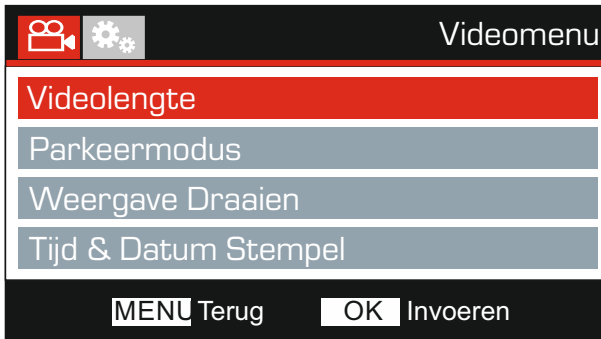 Videomenu
Videolengte
Parkeermodus
Weergave Draaien
Tijd & Datum Stempel
MENU Terug OK Invoeren